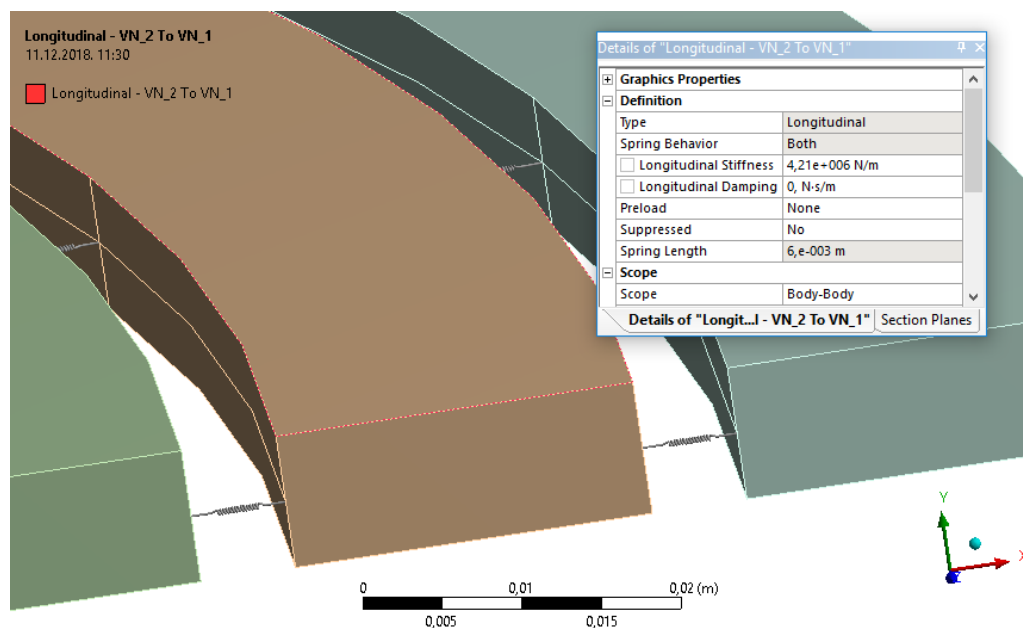 Longitudinal - VN_2 To VN_1
11.12.2018. 11:30
Longitudinal - VN_2 To VN_1
Details of "Longitudinal - VN_2 To VN_1"
Graphics Properties
Definition
Type Longitudinal
Spring Behavior Both
Longitudinal Stiffness 4,21e+006 N/m
Longitudinal Damping 0, N·s/m
Preload None
Suppressed No
Spring Length 6,e-003 m
Scope
Scope Body-Body
Details of "Longit...l - VN_2 To VN_1" Section Planes
Y
X
Z
0 0,01 0,02 (m)
0,005 0,015